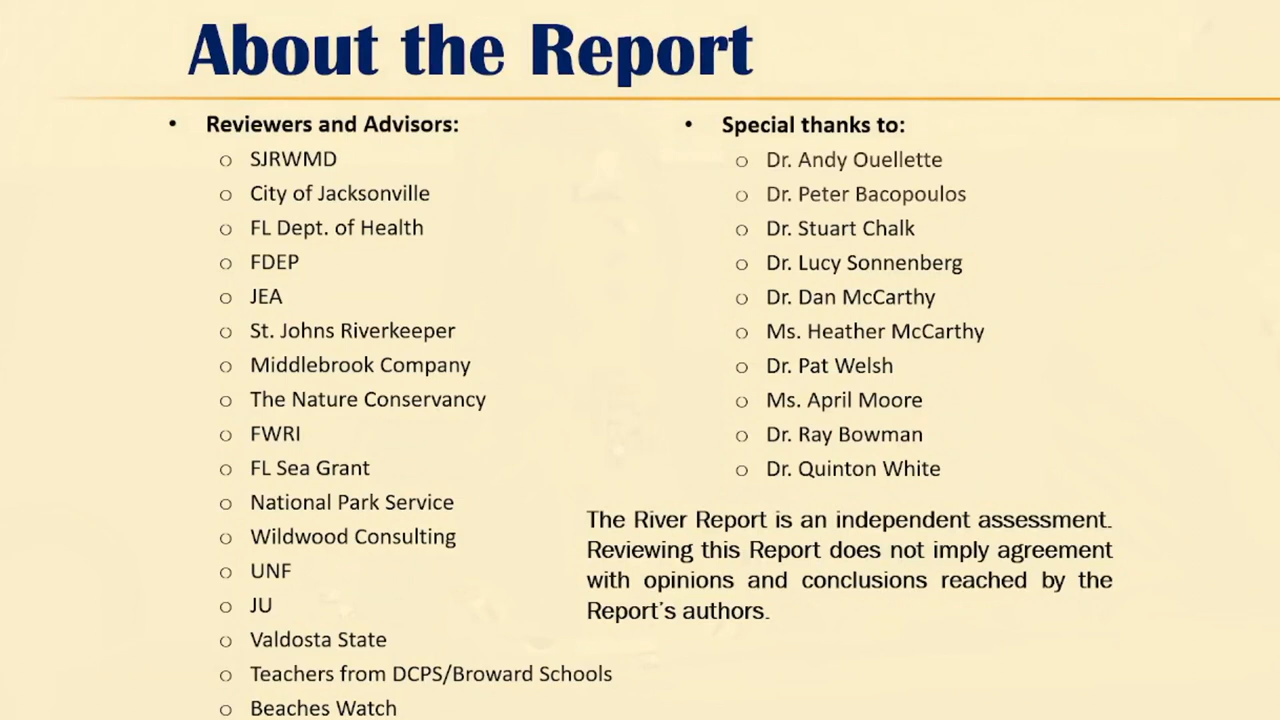 About the Report
• Reviewers and Advisors:
o SJRWMD
o City of Jacksonville
o FL Dept. of Health
o FDEP
o JEA
o St. Johns Riverkeeper
o Middlebrook Company
o The Nature Conservancy
o FWRI
o FL Sea Grant
o National Park Service
o Wildwood Consulting
o UNF
o JU
o Valdosta State
o Teachers from DCPS/Broward Schools
o Beaches Watch
• Special thanks to:
o Dr. Andy Ouellette
o Dr. Peter Bacopoulos
o Dr. Stuart Chalk
o Dr. Lucy Sonnenberg
o Dr. Dan McCarthy
o Ms. Heather McCarthy
o Dr. Pat Welsh
o Ms. April Moore
o Dr. Ray Bowman
o Dr. Quinton White
The River Report is an independent assessment.
Reviewing this Report does not imply agreement
with opinions and conclusions reached by the
Report's authors.